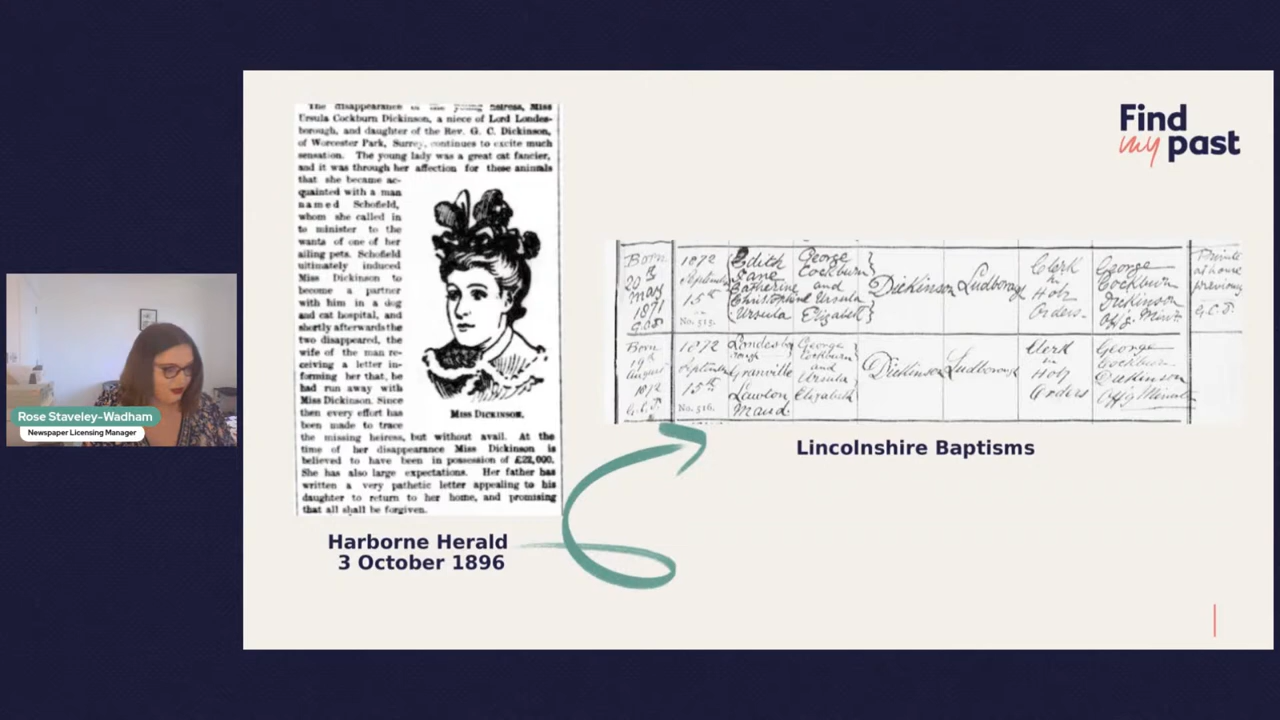 Find
my past
The disappearance of the young heiress, Miss
Ursula Cockburn Dickinson, a niece of Lord Londes-
borough, and daughter of the Rev. G. C. Dickinson,
of Worcester Park, Surrey, continues to excite much
sensation. The young lady was a great cat fancier,
and it was through her affection for these animals
that she became ac-
quainted with a man
named Schofield,
whom she called in
to minister to the
wants of one of her
ailing pets. Schofield
ultimately induced
Miss Dickinson to
become a partner
with him in a dog
and cat hospital, and
shortly afterwards the
two disappeared, the
wife of the man re-
ceiving a letter in-
forming her that, he
had run away with
Miss Dickinson. Since
then every effort has
been made to trace
the missing heiress, but without avail. At the
time of her disappearance Miss Dickinson is
believed to have been in possession of £22,000.
She has also large expectations. Her father has
written a very pathetic letter appealing to his
daughter to return to her home, and promising
that all shall be forgiven.
Miss Dickinson.
Harborne Herald
3 October 1896
Born
20th
May
1871
1872
September
15th
No. 515.
Edith
Jane
Catherine
Christophine
Ursula
George
Cockburn
and
Ursula
Elizabeth
Dickinson
Ludborough
Clerk
in
Holy
Orders
George
Cockburn
Dickinson
Born
19th
August
1872
1872
September
15th
No. 516.
Londesborough
Granville
Lawton
Maud
George
Cockburn
and
Ursula
Elizabeth
Dickinson
Ludborough
Clerk
in
Holy
Orders
George
Cockburn
Dickinson
Lincolnshire Baptisms
Rose Staveley-Wadham
Newspaper Licensing Manager